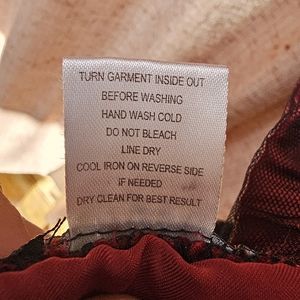 TURN GARMENT INSIDE OUT
BEFORE WASHING
HAND WASH COLD
DO NOT BLEACH
LINE DRY
COOL IRON ON REVERSE SIDE
IF NEEDED
DRY CLEAN FOR BEST RESULT